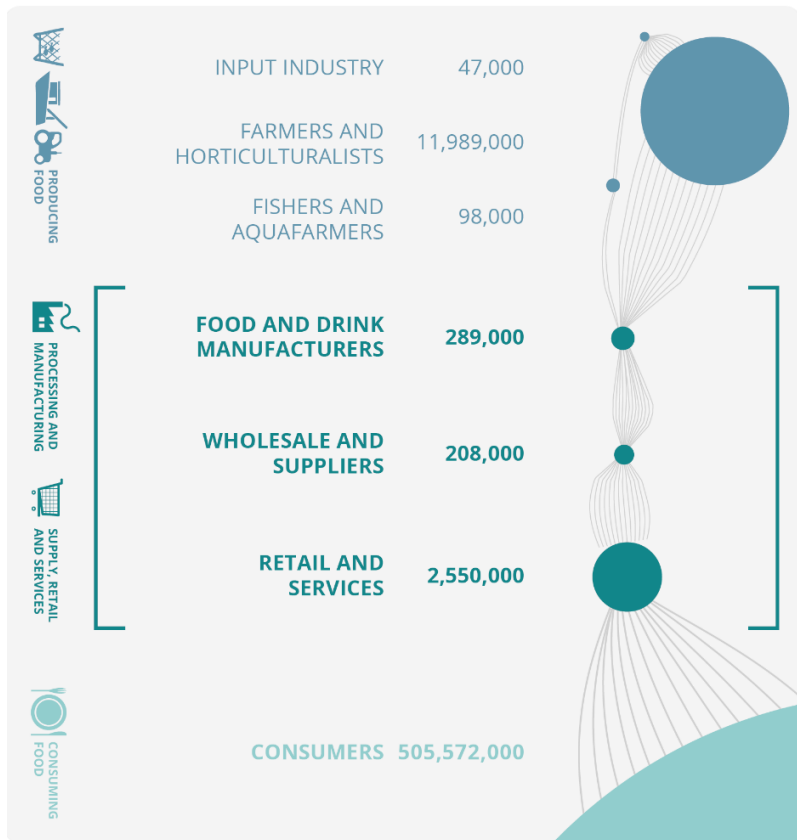 PRODUCING
FOOD
INPUT INDUSTRY 47,000
FARMERS AND
HORTICULTURALISTS 11,989,000
FISHERS AND
AQUAFARMERS 98,000
PROCESSING AND
MANUFACTURING
FOOD AND DRINK
MANUFACTURERS 289,000
WHOLESALE AND
SUPPLIERS 208,000
SUPPLY, RETAIL
AND SERVICES
RETAIL AND
SERVICES 2,550,000
CONSUMING
FOOD
CONSUMERS 505,572,000